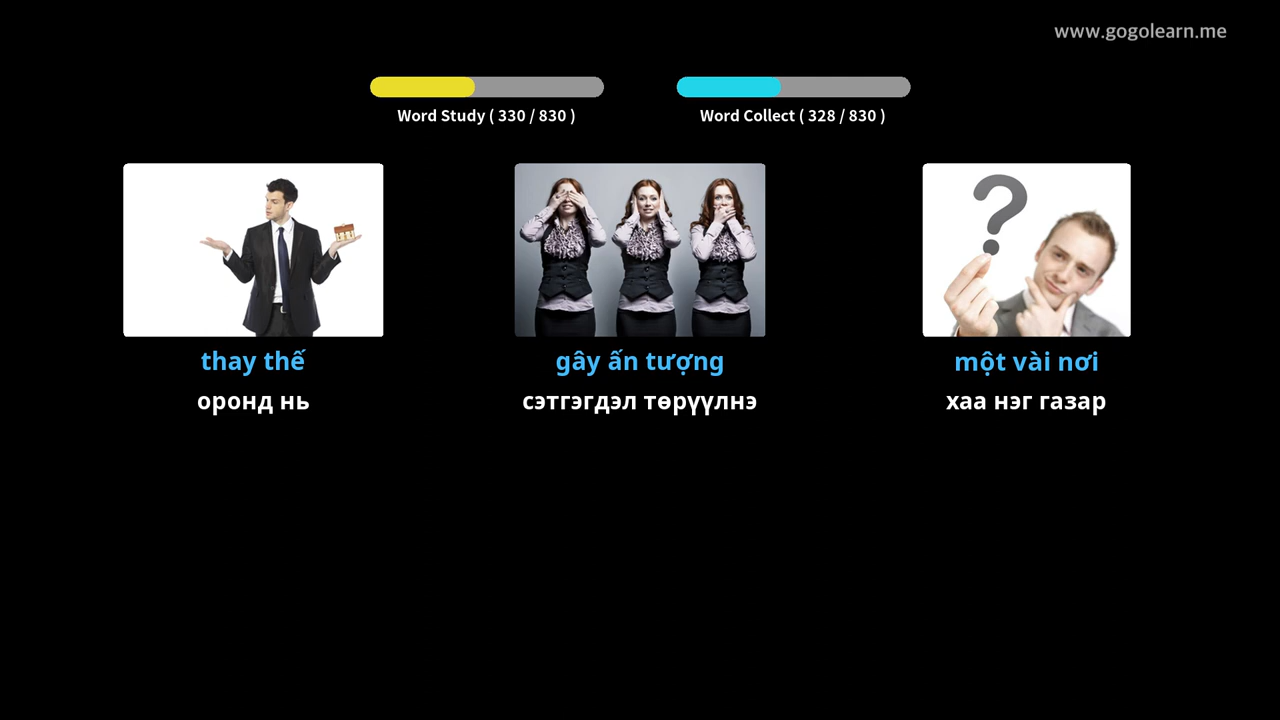 www.gogolearn.me
Word Study ( 330 / 830 )
Word Collect ( 328 / 830 )
thay thế
gây ấn tượng
một vài nơi
оронд нь
сэтгэгдэл төрүүлнэ
хаа нэг газар